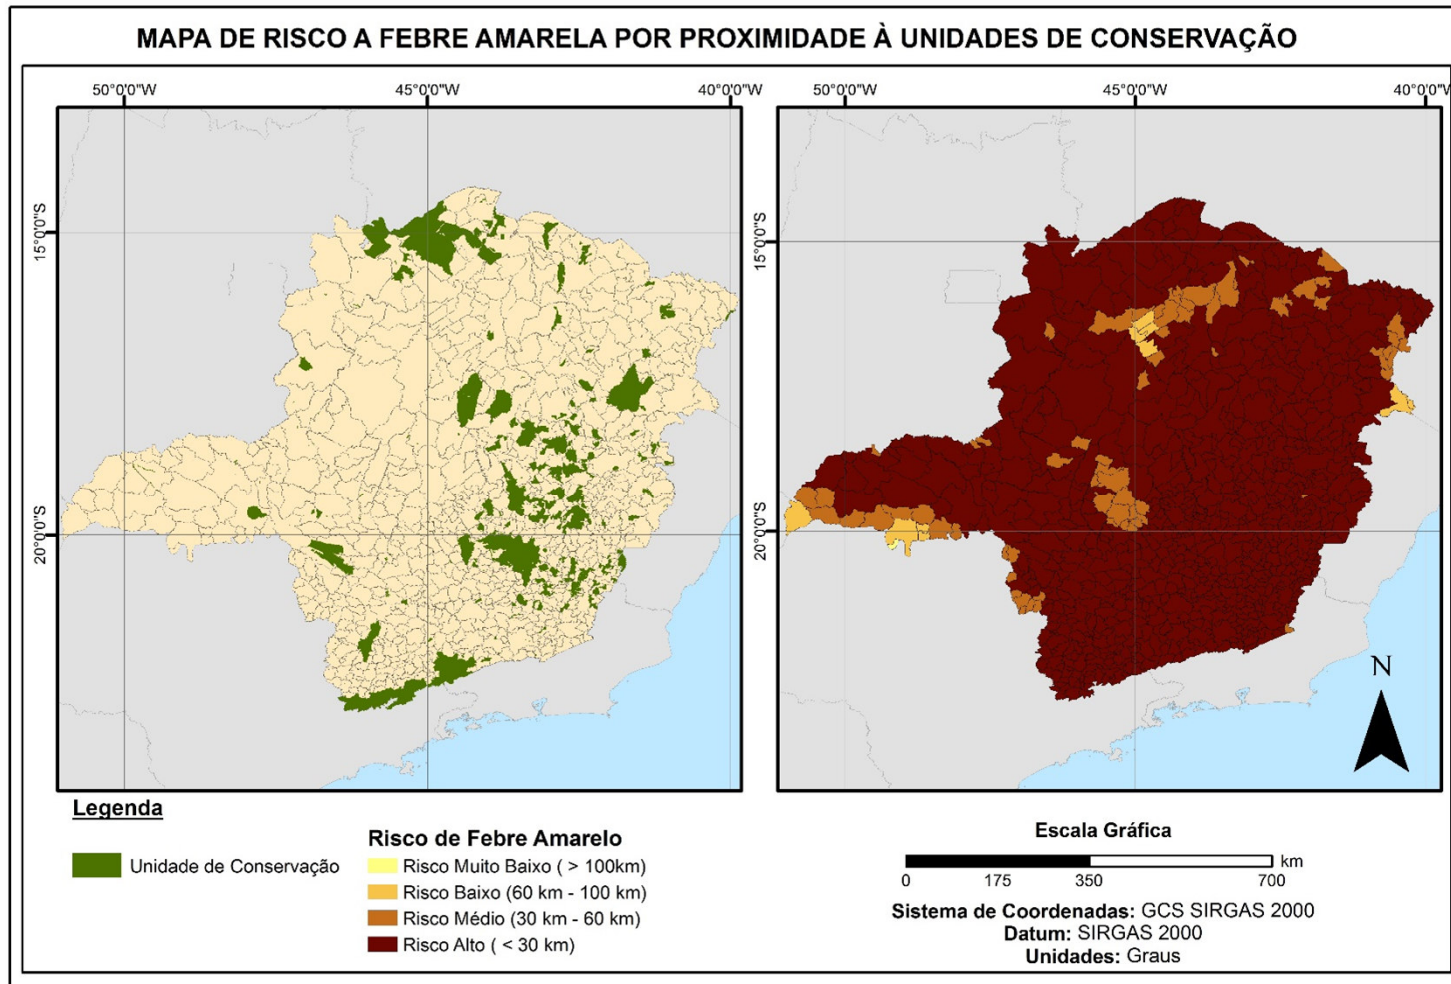 MAPA DE RISCO A FEBRE AMARELA POR PROXIMIDADE À UNIDADES DE CONSERVAÇÃO
50°0'0"W 45°0'0"W 40°0'0"W
50°0'0"W 45°0'0"W 40°0'0"W
15°0'0"S
20°0'0"S
15°0'0"S
20°0'0"S
N
Legenda
Unidade de Conservação
Risco de Febre Amarelo
Risco Muito Baixo ( > 100km)
Risco Baixo (60 km - 100 km)
Risco Médio (30 km - 60 km)
Risco Alto ( < 30 km)
Escala Gráfica
km
0 175 350 700
Sistema de Coordenadas: GCS SIRGAS 2000
Datum: SIRGAS 2000
Unidades: Graus